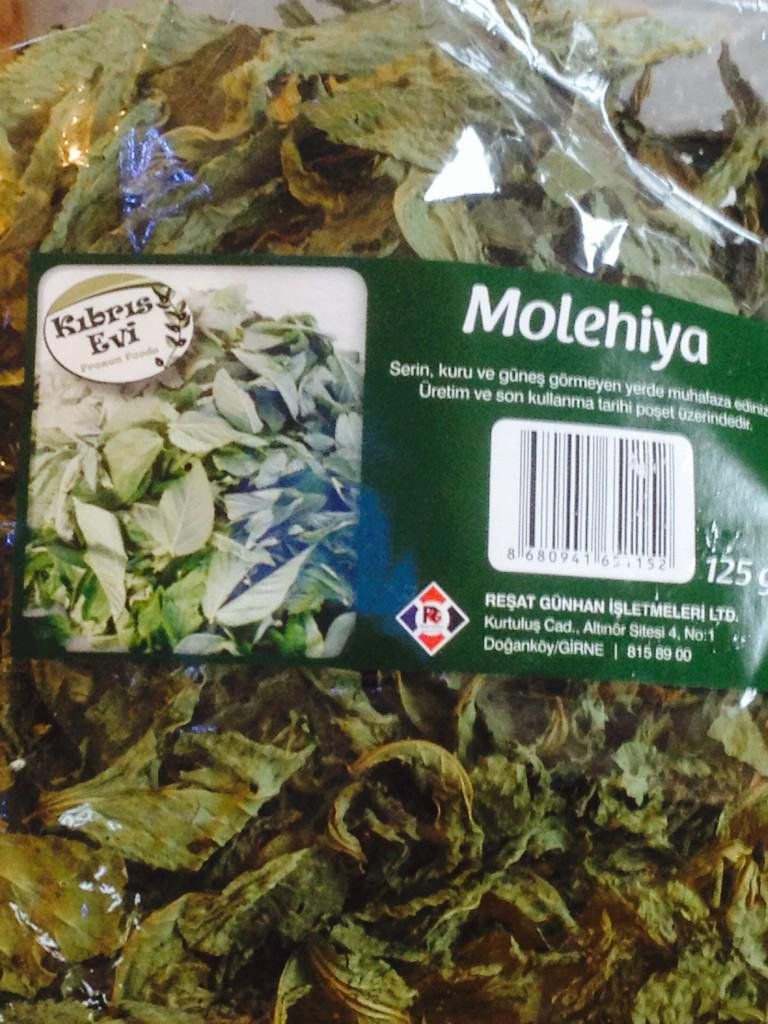 Kıbrıs
Evi
Frozen Foods
Molehiya
Serin, kuru ve güneş görmeyen yerde muhafaza ediniz
Üretim ve son kullanma tarihi poşet üzerindedir.
125 g
REŞAT GÜNHAN İŞLETMELERİ LTD.
Kurtuluş Cad., Altınör Sitesi 4, No:1
Doğanköy/GİRNE | 815 89 00